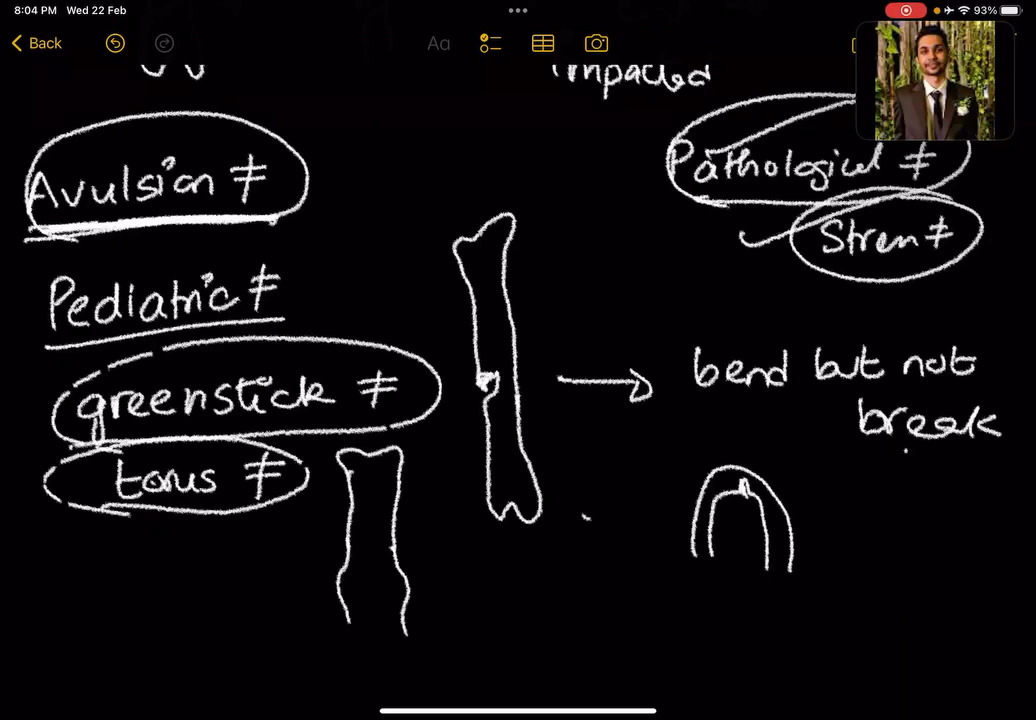 8:04 PM Wed 22 Feb
93%
Back
Aa
impacted
Avulsion ⧧
Pathological ⧧
Stren ⧧
Pediatric ⧧
greenstick ⧧
bend but not
break
torus ⧧